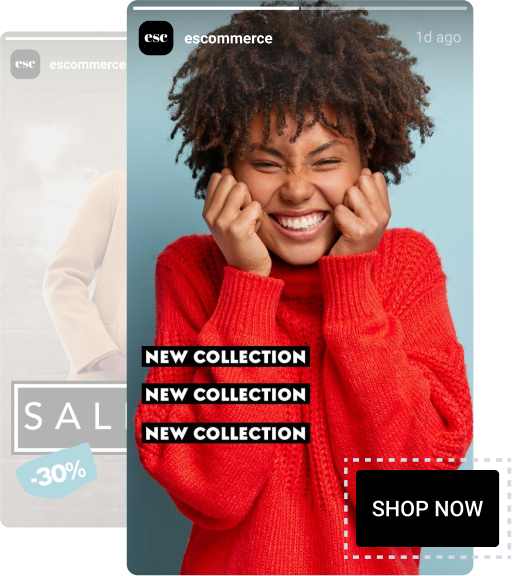 esc escommerce
esc escommerce 1d ago
NEW COLLECTION
NEW COLLECTION
NEW COLLECTION
SAL
-30%
SHOP NOW